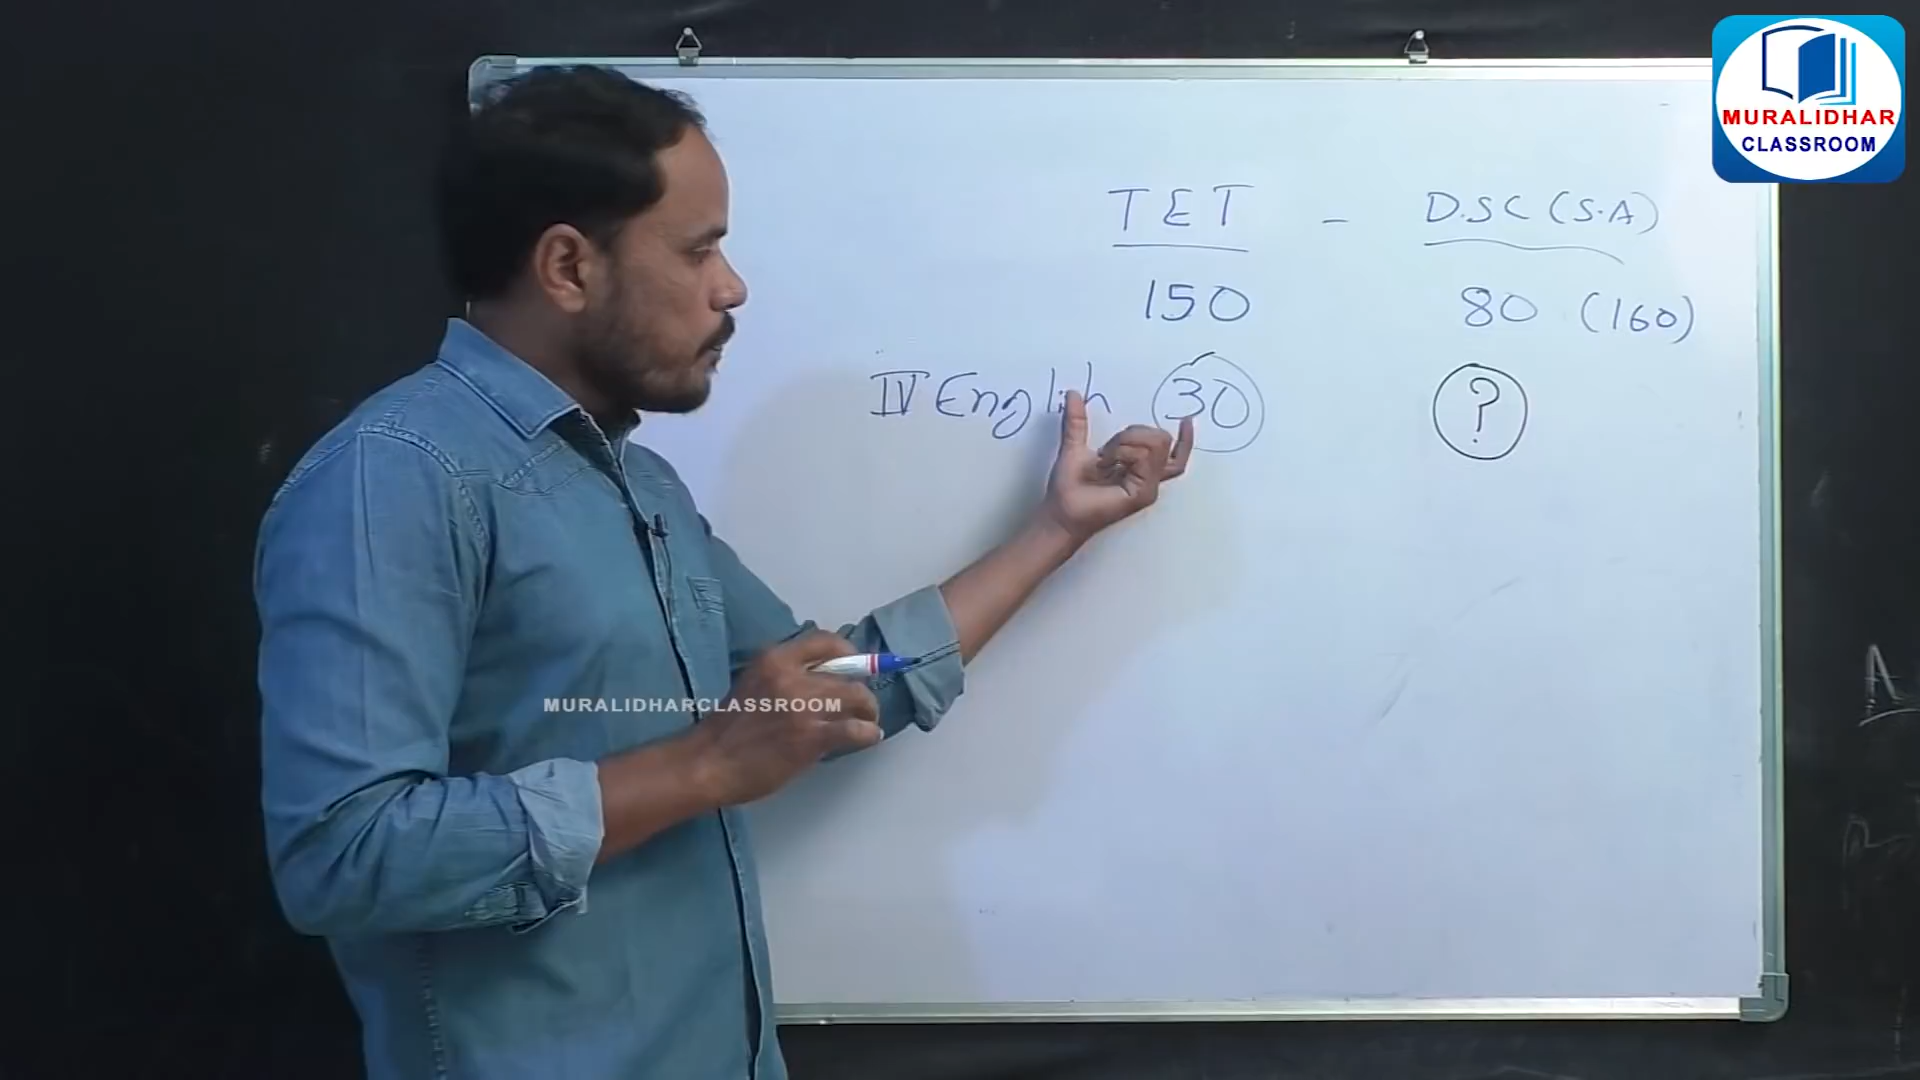 MURALIDHAR
CLASSROOM
TET - D.SC (S.A)
150 80 (160)
IV English 30 ?
MURALIDHARCLASSROOM
A